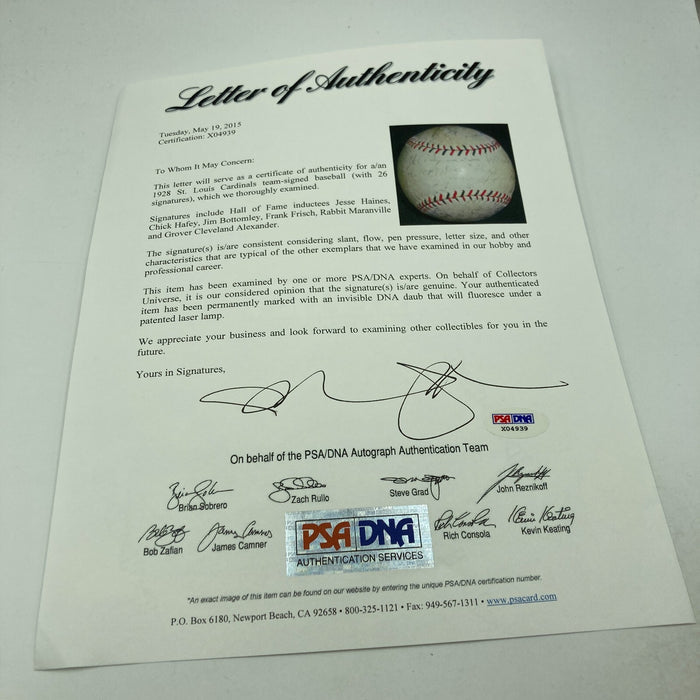 Letter of Authenticity
Tuesday, May 19, 2015
Certification: X04939
To Whom It May Concern:
This letter will serve as a certificate of authenticity for a/an
1928 St. Louis Cardinals team-signed baseball (with 26
signatures), which we thoroughly examined.
Signatures include Hall of Fame inductees Jesse Haines,
Chick Hafey, Jim Bottomley, Frank Frisch, Rabbit Maranville
and Grover Cleveland Alexander.
The signature(s) is/are consistent considering slant, flow, pen pressure, letter size, and other
characteristics that are typical of the other exemplars that we have examined in our hobby and
professional career.
This item has been examined by one or more PSA/DNA experts. On behalf of Collectors
Universe, it is our considered opinion that the signature(s) is/are genuine. Your authenticated
item has been permanently marked with an invisible DNA daub that will fluoresce under a
patented laser lamp.
We appreciate your business and look forward to examining other collectibles for you in the
future.
Yours in Signatures,
PSA DNA
X04939
On behalf of the PSA/DNA Autograph Authentication Team
Brian Sobrero
Zach Rullo
Steve Grad
John Reznikoff
Bob Zafian
James Camner
Rich Consola
Kevin Keating
PSA DNA
AUTHENTICATION SERVICES
*An exact image of this item can be found on our website by entering the unique PSA/DNA certification number.
P.O. Box 6180, Newport Beach, CA 92658 • 800-325-1121 • Fax: 949-567-1311 • www.psacard.com